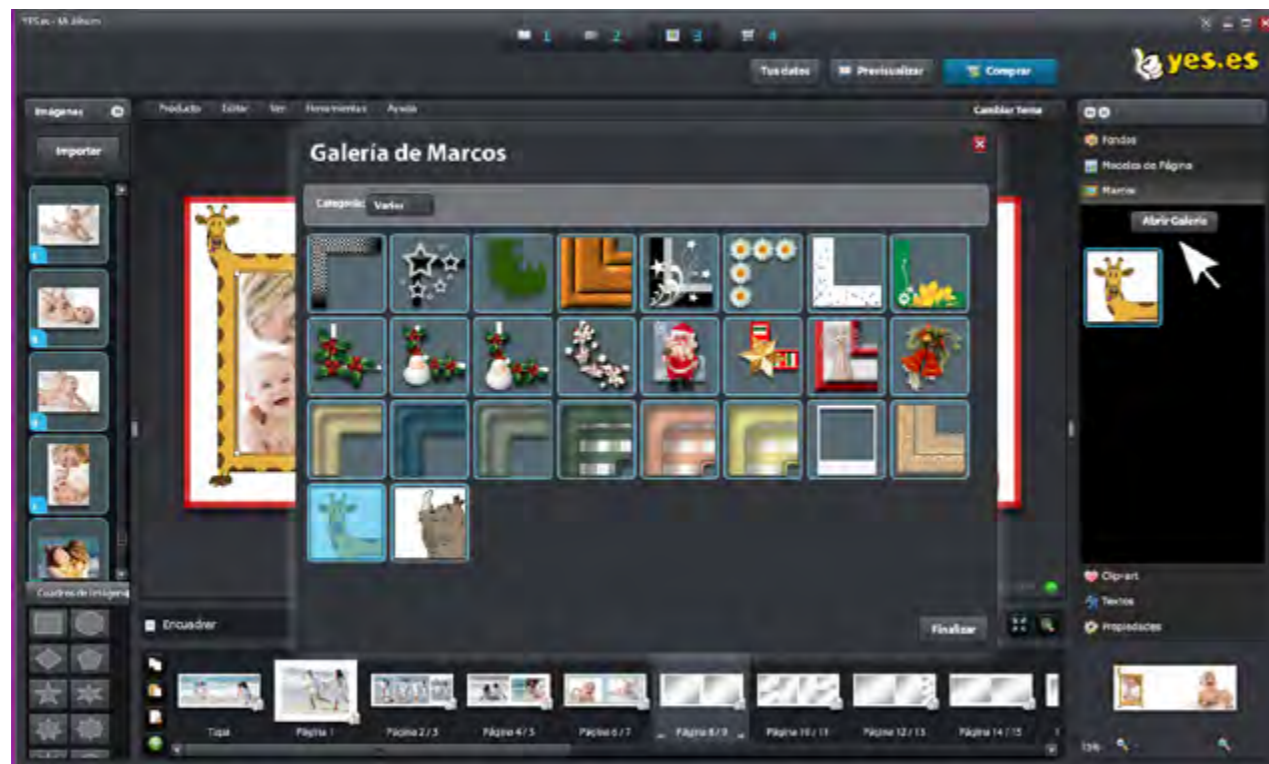 YES.es - Mi Álbum
1 2 3 4
Tus datos
Previsualizar
Comprar
yes.es
Imágenes
Producto
Editar
Ver
Herramientas
Ayuda
Cambiar Tema
Importar
Galería de Marcos
Categoría:
Varios
Fondos
Modelos de Página
Marcos
Abrir Galería
Clip-art
Textos
Propiedades
Cuadros de Imágene
Encuadrar
Finalizar
Tapa
Página 1
Página 2 / 3
Página 4 / 5
Página 6 / 7
Página 8 / 9
Página 10 / 11
Página 12 / 13
Página 14 / 15